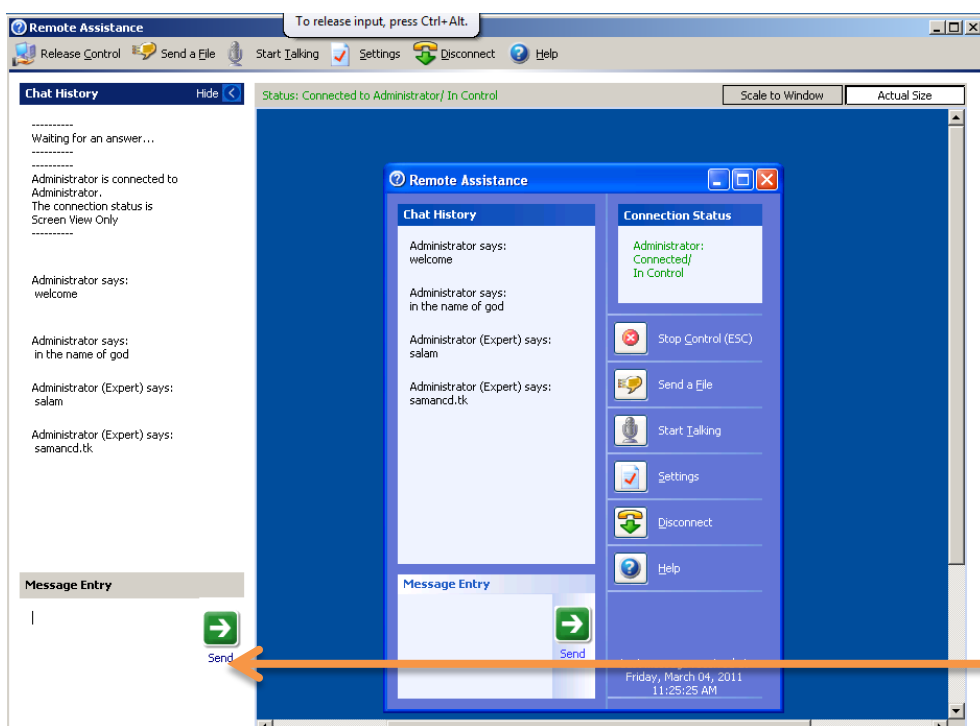 Remote Assistance
To release input, press Ctrl+Alt.
Release Control
Send a File
Start Talking
Settings
Disconnect
Help
Chat History
Hide
Status: Connected to Administrator/ In Control
Scale to Window
Actual Size
----------
Waiting for an answer...
----------
----------
Administrator is connected to
Administrator.
The connection status is
Screen View Only
----------
Administrator says:
welcome
Administrator says:
in the name of god
Administrator (Expert) says:
salam
Administrator (Expert) says:
samancd.tk
Message Entry
Send
Remote Assistance
Chat History
Administrator says:
welcome
Administrator says:
in the name of god
Administrator (Expert) says:
salam
Administrator (Expert) says:
samancd.tk
Message Entry
Send
Connection Status
Administrator:
Connected/
In Control
Stop Control (ESC)
Send a File
Start Talking
Settings
Disconnect
Help
Friday, March 04, 2011
11:25:25 AM